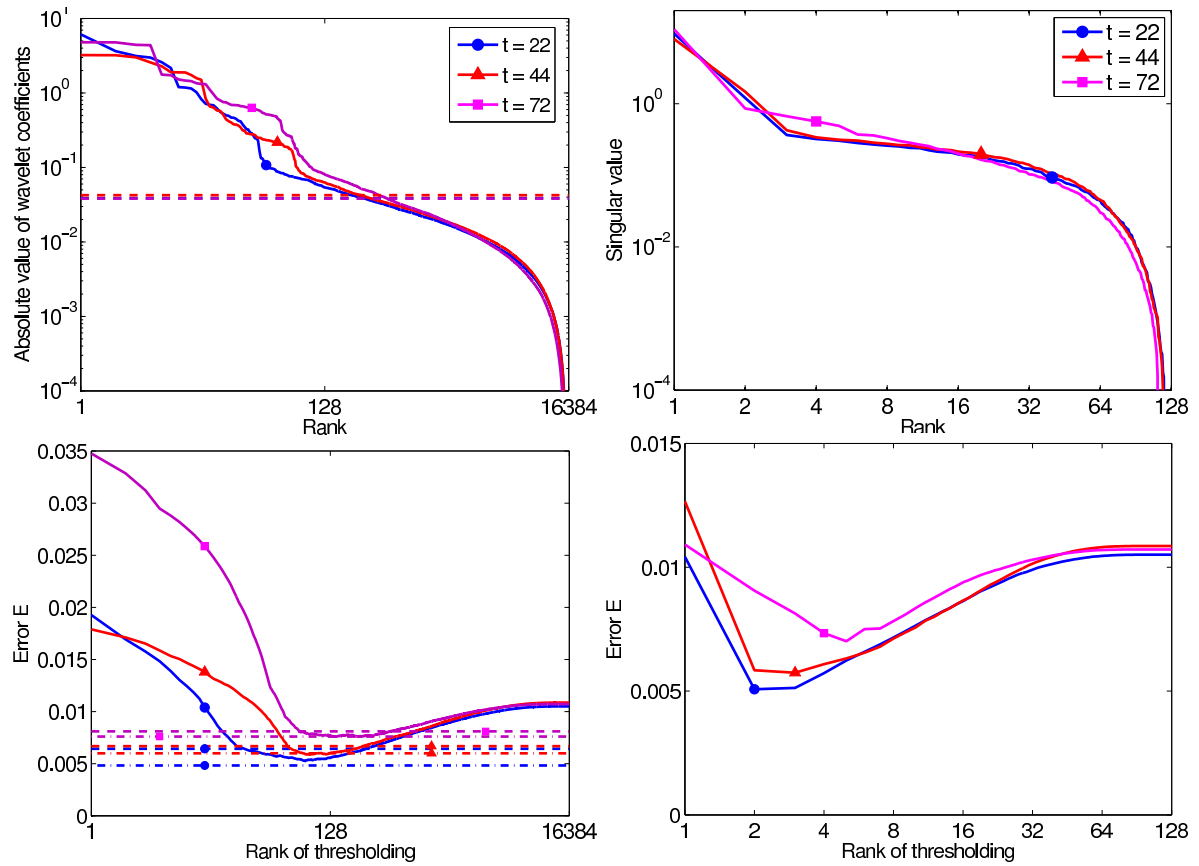 Absolute value of wavelet coefficients
10^1
10^0
10^-1
10^-2
10^-3
10^-4
t = 22
t = 44
t = 72
1 128 16384
Rank
Singular value
10^0
10^-2
10^-4
t = 22
t = 44
t = 72
1 2 4 8 16 32 64 128
Rank
Error E
0.035
0.03
0.025
0.02
0.015
0.01
0.005
0
1 128 16384
Rank of thresholding
Error E
0.015
0.01
0.005
0
1 2 4 8 16 32 64 128
Rank of thresholding